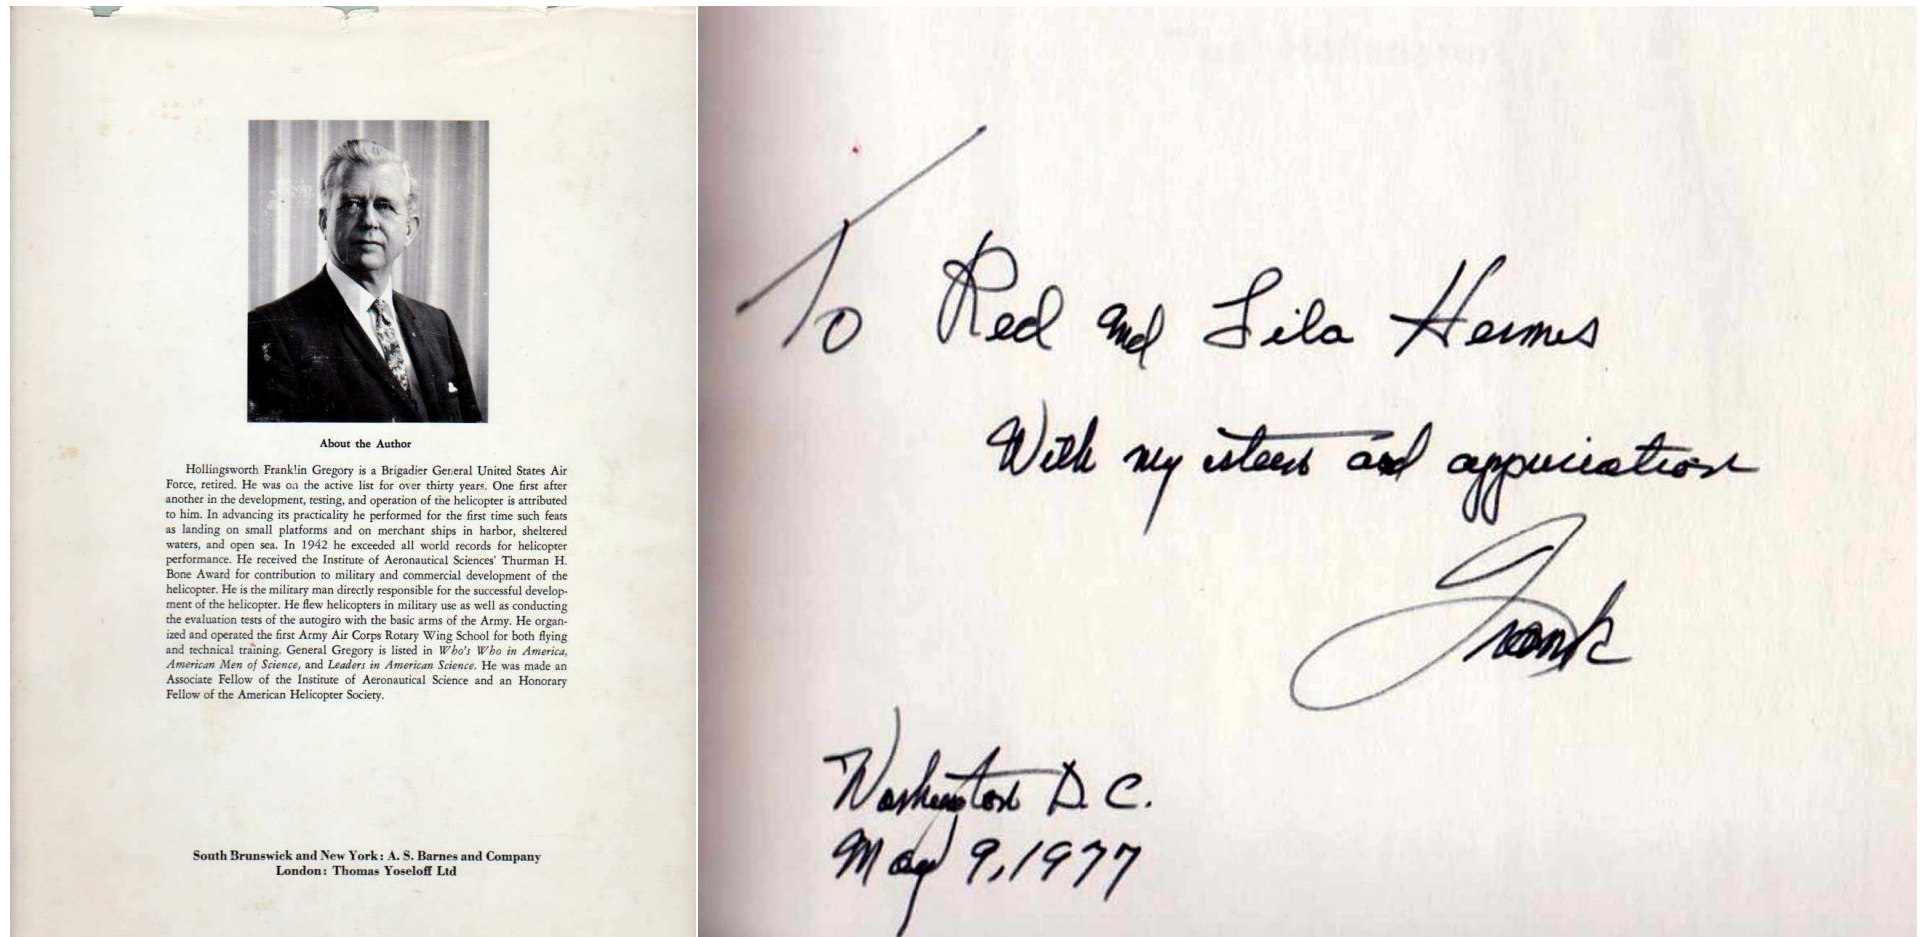 About the Author
Hollingsworth Franklin Gregory is a Brigadier General United States Air
Force, retired. He was on the active list for over thirty years. One first after
another in the development, testing, and operation of the helicopter is attributed
to him. In advancing its practicality he performed for the first time such feats
as landing on small platforms and on merchant ships in harbor, sheltered
waters, and open sea. In 1942 he exceeded all world records for helicopter
performance. He received the Institute of Aeronautical Sciences' Thurman H.
Bone Award for contribution to military and commercial development of the
helicopter. He is the military man directly responsible for the successful develop-
ment of the helicopter. He flew helicopters in military use as well as conducting
the evaluation tests of the autogiro with the basic arms of the Army. He organ-
ized and operated the first Army Air Corps Rotary Wing School for both flying
and technical training. General Gregory is listed in Who's Who in America,
American Men of Science, and Leaders in American Science. He was made an
Associate Fellow of the Institute of Aeronautical Science and an Honorary
Fellow of the American Helicopter Society.
South Brunswick and New York: A. S. Barnes and Company
London: Thomas Yoseloff Ltd
To Red and Lila Hermes
With my esteem and appreciation
Frank
Washington D.C.
May 9, 1977